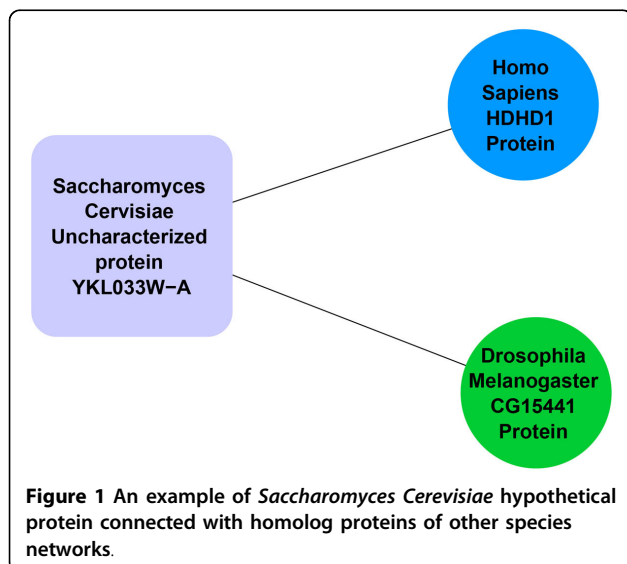 Homo
Sapiens
HDHD1
Protein
Saccharomyces
Cervisiae
Uncharacterized
protein
YKL033W−A
Drosophila
Melanogaster
CG15441
Protein
Figure 1 An example of Saccharomyces Cerevisiae hypothetical
protein connected with homolog proteins of other species
networks.